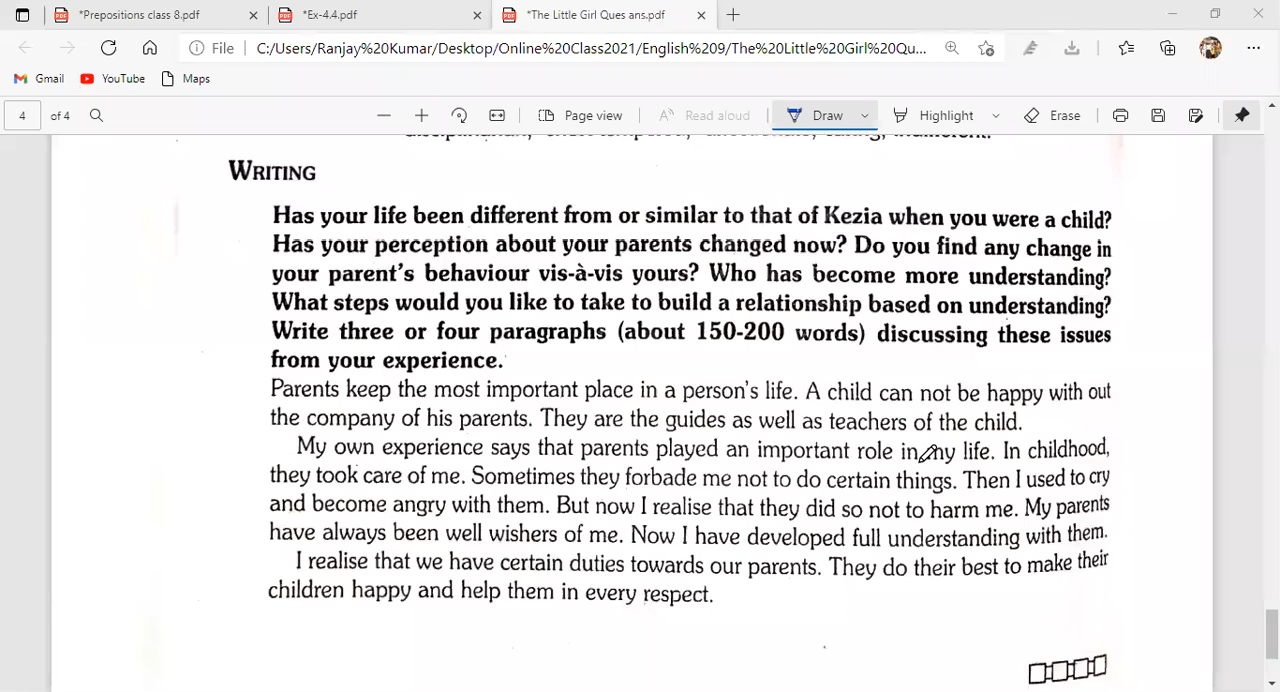 *Prepositions class 8.pdf
*Ex-4.4.pdf
*The Little Girl Ques ans.pdf
File
C:/Users/Ranjay%20Kumar/Desktop/Online%20Class2021/English%209/The%20Little%20Girl%20Qu...
Gmail
YouTube
Maps
4 of 4
Page view
Read aloud
Draw
Highlight
Erase
WRITING
Has your life been different from or similar to that of Kezia when you were a child?
Has your perception about your parents changed now? Do you find any change in
your parent's behaviour vis-à-vis yours? Who has become more understanding?
What steps would you like to take to build a relationship based on understanding?
Write three or four paragraphs (about 150-200 words) discussing these issues
from your experience.
Parents keep the most important place in a person's life. A child can not be happy with out
the company of his parents. They are the guides as well as teachers of the child.
My own experience says that parents played an important role in my life. In childhood,
they took care of me. Sometimes they forbade me not to do certain things. Then I used to cry
and become angry with them. But now I realise that they did so not to harm me. My parents
have always been well wishers of me. Now I have developed full understanding with them.
I realise that we have certain duties towards our parents. They do their best to make their
children happy and help them in every respect.